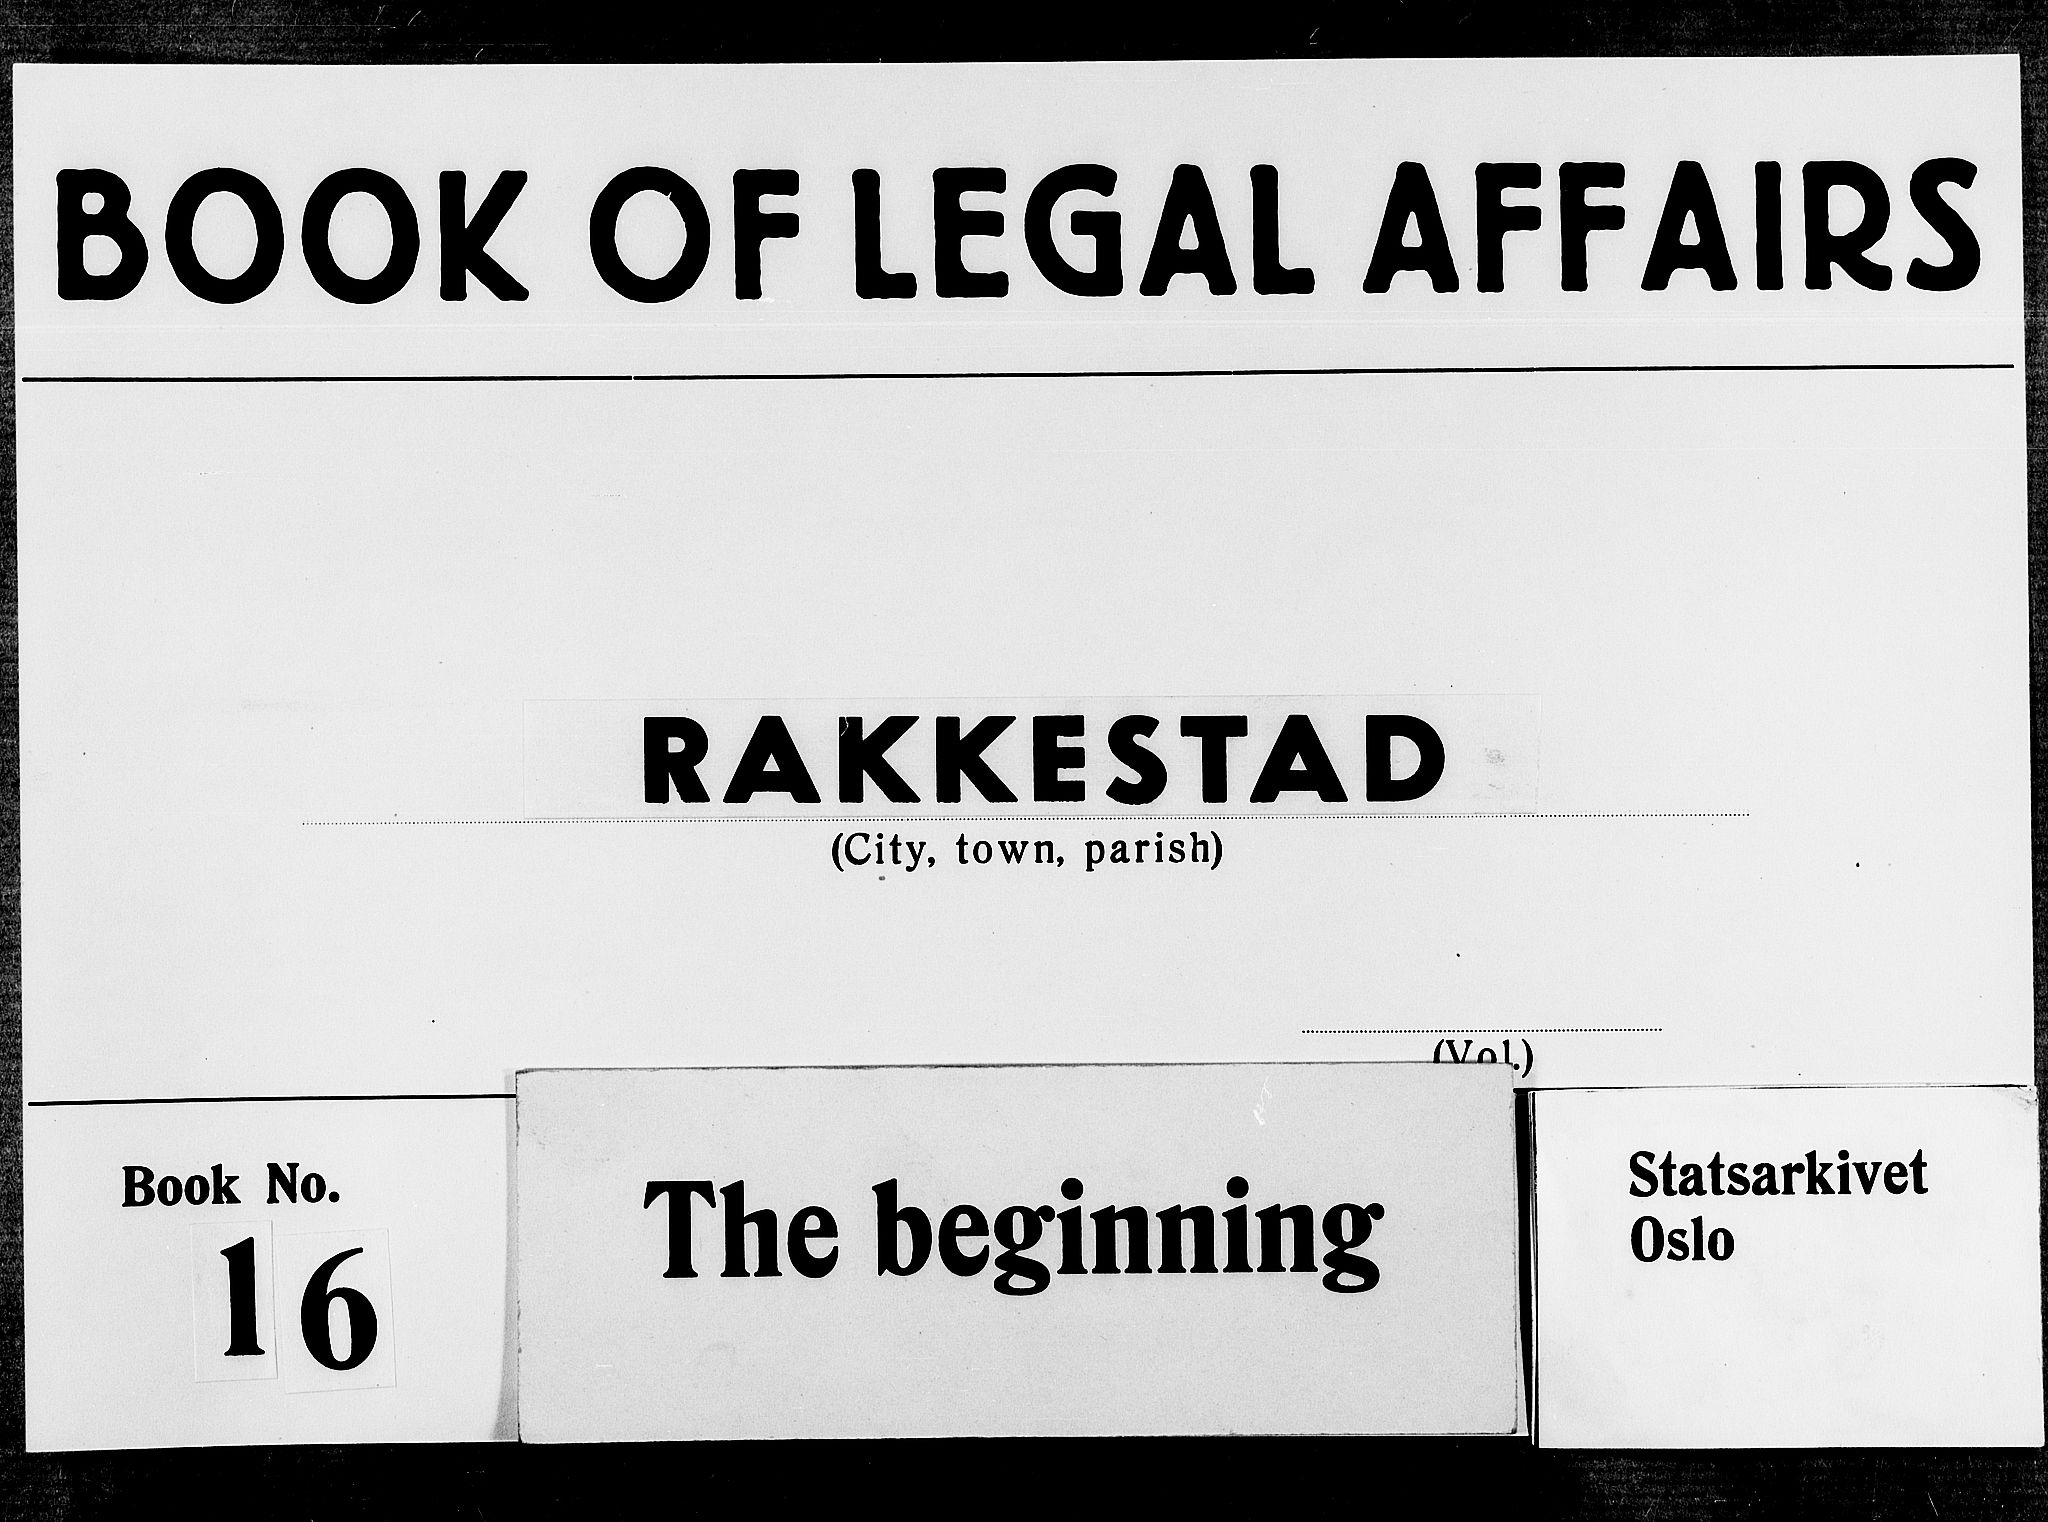 BOOK OF LEGAL AFFAIRS
RAKKESTAD
(City, town, parish)
(Vol.)
Book No.
16
The beginning
Statsarkivet
Oslo